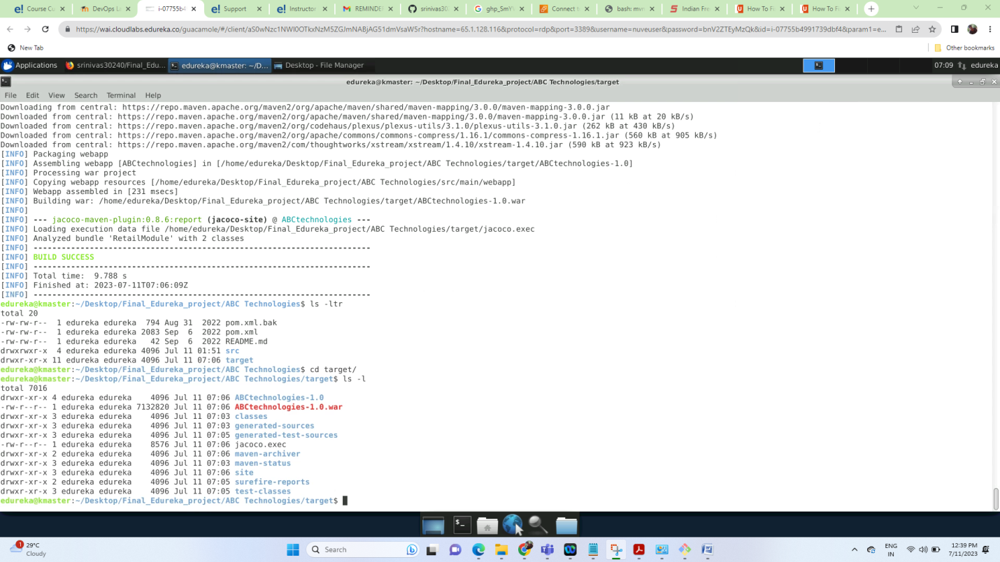 Course Co
DevOps L
i-07755b4
Support
Instructor
REMINDER
srinivas30
ghp_SmY
Connect t
bash: mvn
Indian Fre
How To Fi
How To Fi
https://wai.cloudlabs.edureka.co/guacamole/#/client/aS0wNzc1NWI0OTkxNzM5ZGJmNABjAG51dmVsaW5r?hostname=65.1.128.116&protocol=rdp&port=3389&username=nuveuser&password=bnV2ZTEyMzQk&id=i-07755b4991739dbf4&param1=e...
New Tab
Other bookmarks
Applications
srinivas30240/Final_Edu...
edureka@kmaster: ~/D...
Desktop - File Manager
07:09
edureka
edureka@kmaster: ~/Desktop/Final_Edureka_project/ABC Technologies/target
File Edit View Search Terminal Help
Downloading from central: https://repo.maven.apache.org/maven2/org/apache/maven/shared/maven-mapping/3.0.0/maven-mapping-3.0.0.jar
Downloaded from central: https://repo.maven.apache.org/maven2/org/apache/maven/shared/maven-mapping/3.0.0/maven-mapping-3.0.0.jar (11 kB at 20 kB/s)
Downloaded from central: https://repo.maven.apache.org/maven2/org/codehaus/plexus/plexus-utils/3.1.0/plexus-utils-3.1.0.jar (262 kB at 430 kB/s)
Downloaded from central: https://repo.maven.apache.org/maven2/org/apache/commons/commons-compress/1.16.1/commons-compress-1.16.1.jar (560 kB at 905 kB/s)
Downloaded from central: https://repo.maven.apache.org/maven2/com/thoughtworks/xstream/xstream/1.4.10/xstream-1.4.10.jar (590 kB at 923 kB/s)
[INFO] Packaging webapp
[INFO] Assembling webapp [ABCtechnologies] in [/home/edureka/Desktop/Final_Edureka_project/ABC Technologies/target/ABCtechnologies-1.0]
[INFO] Processing war project
[INFO] Copying webapp resources [/home/edureka/Desktop/Final_Edureka_project/ABC Technologies/src/main/webapp]
[INFO] Webapp assembled in [231 msecs]
[INFO] Building war: /home/edureka/Desktop/Final_Edureka_project/ABC Technologies/target/ABCtechnologies-1.0.war
[INFO]
[INFO] --- jacoco-maven-plugin:0.8.6:report (jacoco-site) @ ABCtechnologies ---
[INFO] Loading execution data file /home/edureka/Desktop/Final_Edureka_project/ABC Technologies/target/jacoco.exec
[INFO] Analyzed bundle 'RetailModule' with 2 classes
[INFO] ------------------------------------------------------------------------
[INFO] BUILD SUCCESS
[INFO] ------------------------------------------------------------------------
[INFO] Total time:  9.788 s
[INFO] Finished at: 2023-07-11T07:06:09Z
[INFO] ------------------------------------------------------------------------
edureka@kmaster:~/Desktop/Final_Edureka_project/ABC Technologies$ ls -ltr
total 20
-rw-rw-r--  1 edureka edureka  794 Aug 31  2022 pom.xml.bak
-rw-rw-r--  1 edureka edureka 2083 Sep  6  2022 pom.xml
-rw-rw-r--  1 edureka edureka   42 Sep  6  2022 README.md
drwxrwxr-x  4 edureka edureka 4096 Jul 11 01:51 src
drwxr-xr-x 11 edureka edureka 4096 Jul 11 07:06 target
edureka@kmaster:~/Desktop/Final_Edureka_project/ABC Technologies$ cd target/
edureka@kmaster:~/Desktop/Final_Edureka_project/ABC Technologies/target$ ls -l
total 7016
drwxr-xr-x 4 edureka edureka    4096 Jul 11 07:06 ABCtechnologies-1.0
-rw-r--r-- 1 edureka edureka 7132820 Jul 11 07:06 ABCtechnologies-1.0.war
drwxr-xr-x 3 edureka edureka    4096 Jul 11 07:03 classes
drwxr-xr-x 3 edureka edureka    4096 Jul 11 07:03 generated-sources
drwxr-xr-x 3 edureka edureka    4096 Jul 11 07:05 generated-test-sources
-rw-r--r-- 1 edureka edureka    8576 Jul 11 07:06 jacoco.exec
drwxr-xr-x 2 edureka edureka    4096 Jul 11 07:06 maven-archiver
drwxr-xr-x 3 edureka edureka    4096 Jul 11 07:03 maven-status
drwxr-xr-x 3 edureka edureka    4096 Jul 11 07:06 site
drwxr-xr-x 2 edureka edureka    4096 Jul 11 07:05 surefire-reports
drwxr-xr-x 3 edureka edureka    4096 Jul 11 07:05 test-classes
edureka@kmaster:~/Desktop/Final_Edureka_project/ABC Technologies/target$
1
29°C
Cloudy
Search
ENG
IN
12:39 PM
7/11/2023